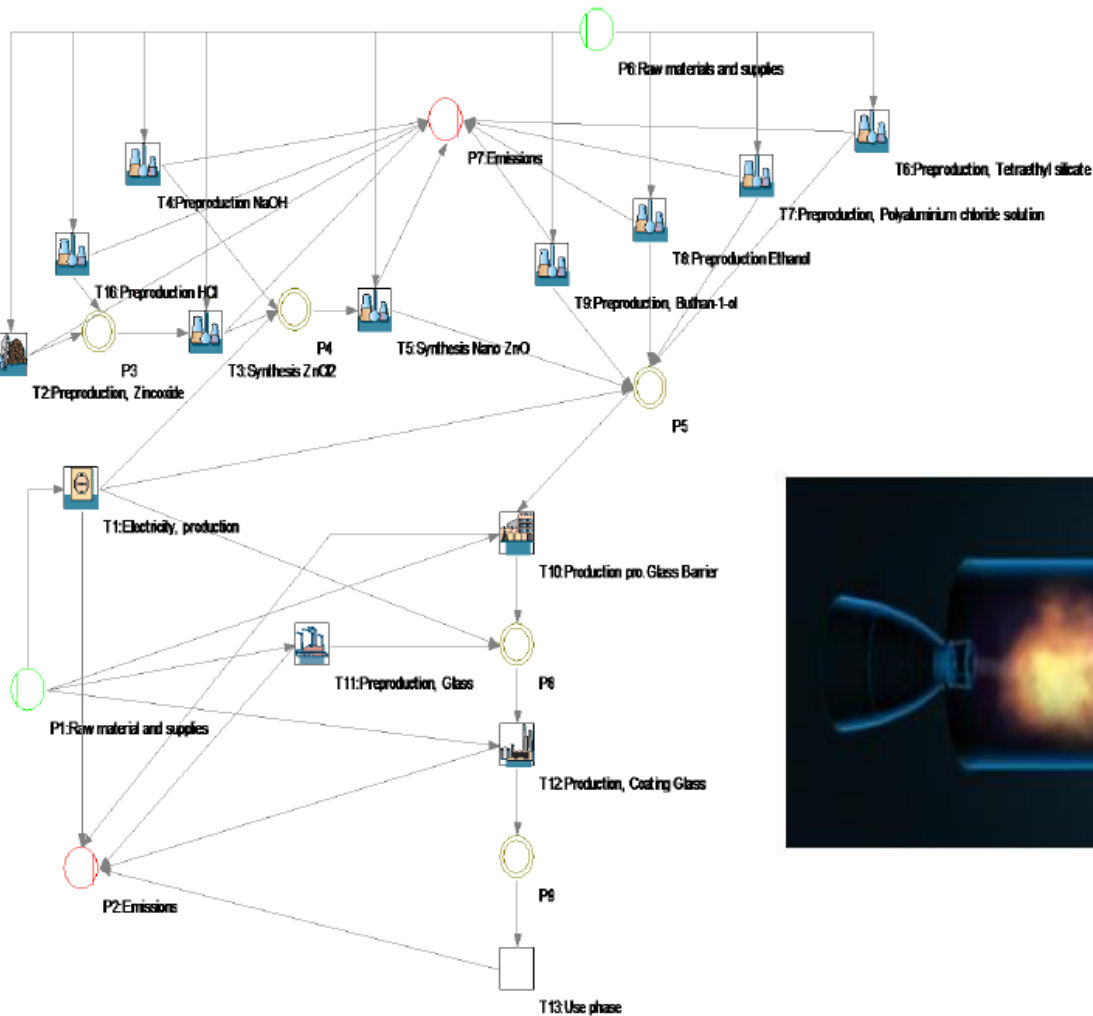 P6:Raw materials and supplies
P7:Emissions
T6:Preproduction, Tetraethyl silicate
T4:Preproduction NaOH
T7:Preproduction, Polyaluminium chloride solution
T8:Preproduction Ethanol
T16:Preproduction HCl
T9:Preproduction, Buthan-1-ol
P4
T5:Synthesis Nano ZnO
P3
T3:Synthesis ZnCl2
T2:Preproduction, Zincoxide
P5
T1:Electricity, production
T10:Production pro. Glass Barrier
T11:Preproduction, Glass
P8
P1:Raw material and supplies
T12:Production, Coating Glass
P9
P2:Emissions
T13:Use phase